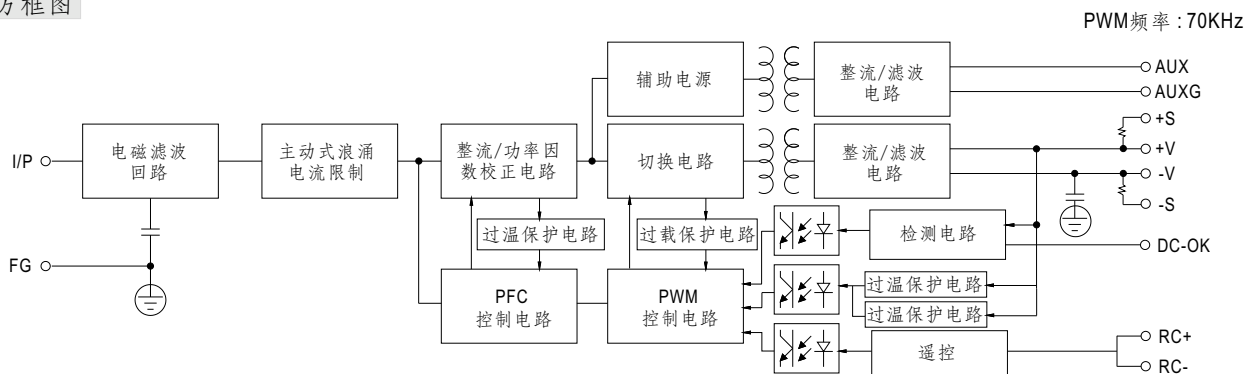 方框图
PWM频率 : 70KHz
辅助电源
整流/滤波
电路
AUX
AUXG
+S
I/P
电磁滤波
回路
主动式浪涌
电流限制
整流/功率因
数校正电路
切换电路
整流/滤波
电路
+V
-V
-S
过温保护电路
过载保护电路
检测电路
DC-OK
FG
PFC
控制电路
PWM
控制电路
过温保护电路
过温保护电路
遥控
RC+
RC-